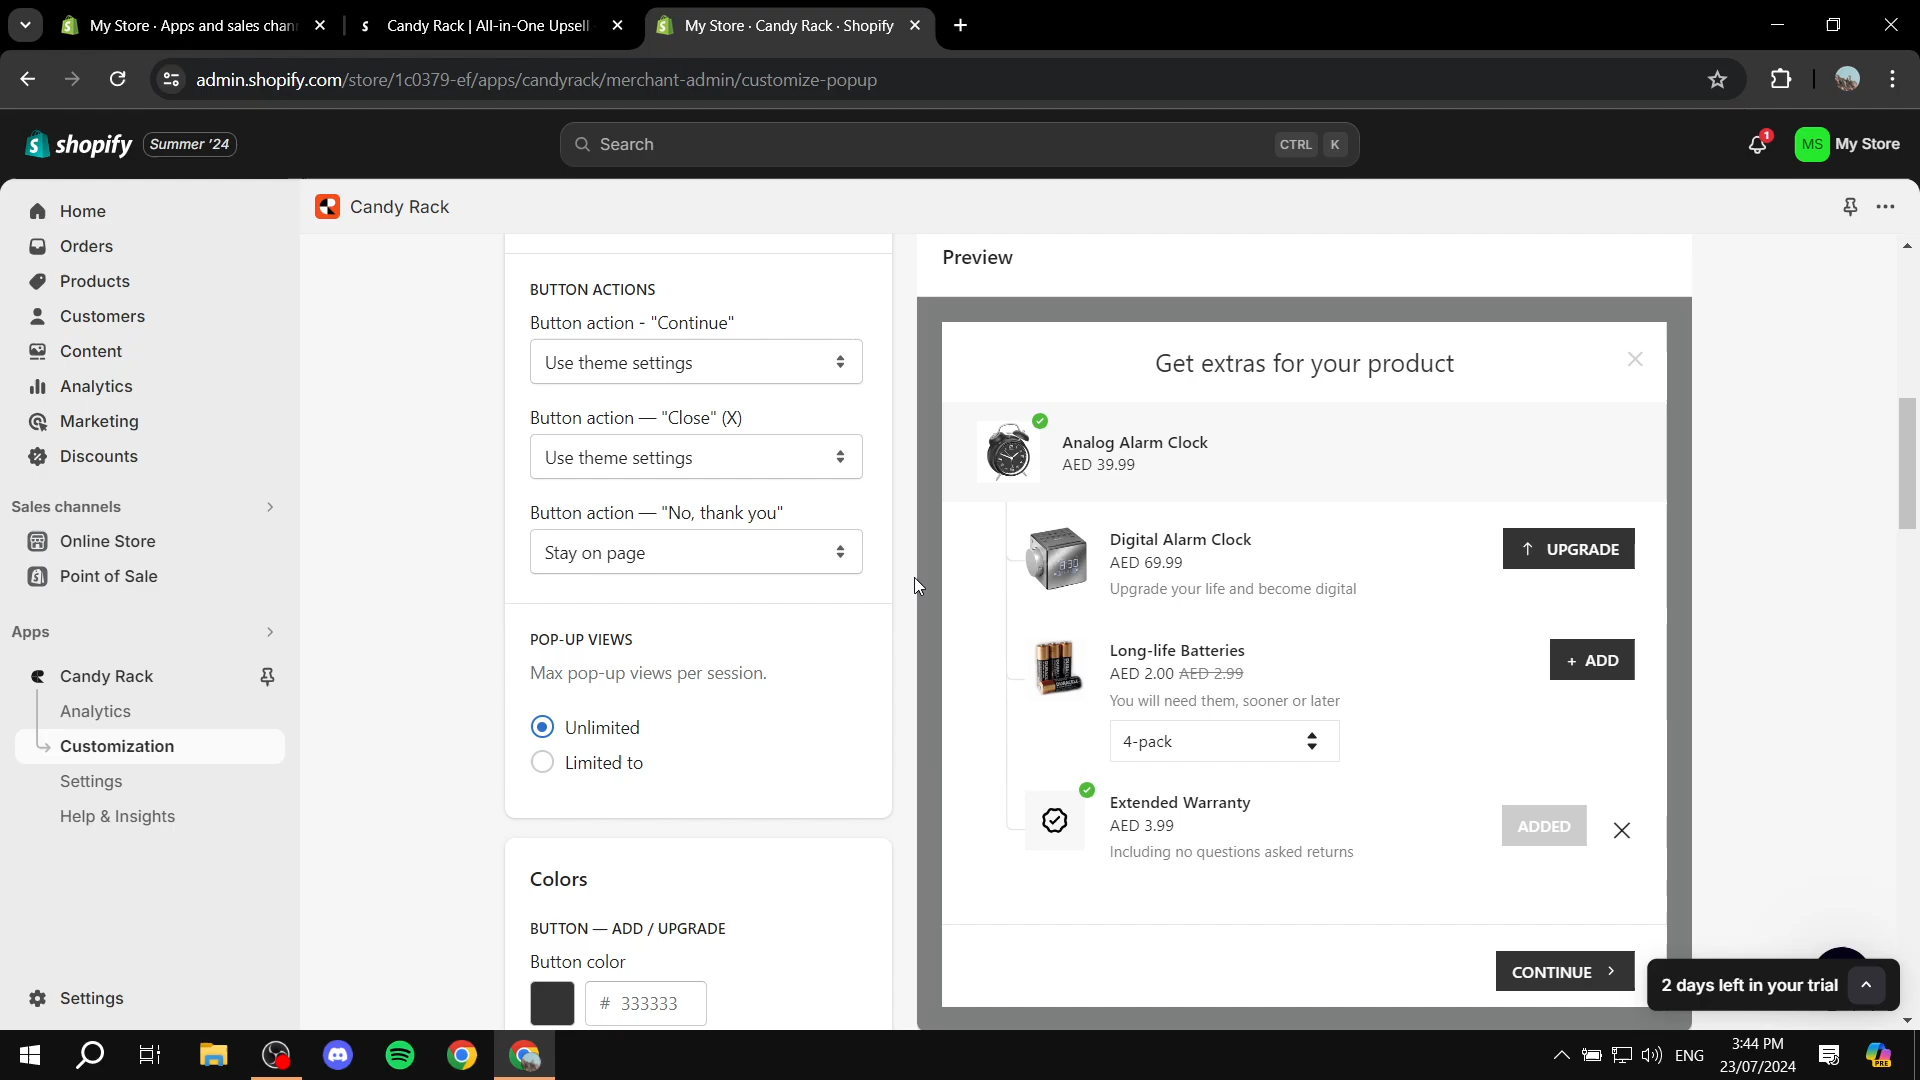 My Store · Apps and sales chan
Candy Rack | All-in-One Upsell
My Store · Candy Rack · Shopify
admin.shopify.com/store/1c0379-ef/apps/candyrack/merchant-admin/customize-popup
shopify Summer '24
Search CTRL K
1
MS My Store
Home
Orders
Products
Customers
Content
Analytics
Marketing
Discounts
Sales channels
Online Store
Point of Sale
Apps
Candy Rack
Analytics
Customization
Settings
Help & Insights
Settings
Candy Rack
BUTTON ACTIONS
Button action - "Continue"
Use theme settings
Button action — "Close" (X)
Use theme settings
Button action — "No, thank you"
Stay on page
POP-UP VIEWS
Max pop-up views per session.
Unlimited
Limited to
Colors
BUTTON — ADD / UPGRADE
Button color
# 333333
Preview
Get extras for your product
Analog Alarm Clock
AED 39.99
Digital Alarm Clock
AED 69.99
Upgrade your life and become digital
↑ UPGRADE
Long-life Batteries
AED 2.00 AED 2.99
You will need them, sooner or later
4-pack
+ ADD
Extended Warranty
AED 3.99
Including no questions asked returns
ADDED
CONTINUE
2 days left in your trial
ENG
3:44 PM
23/07/2024
PRE